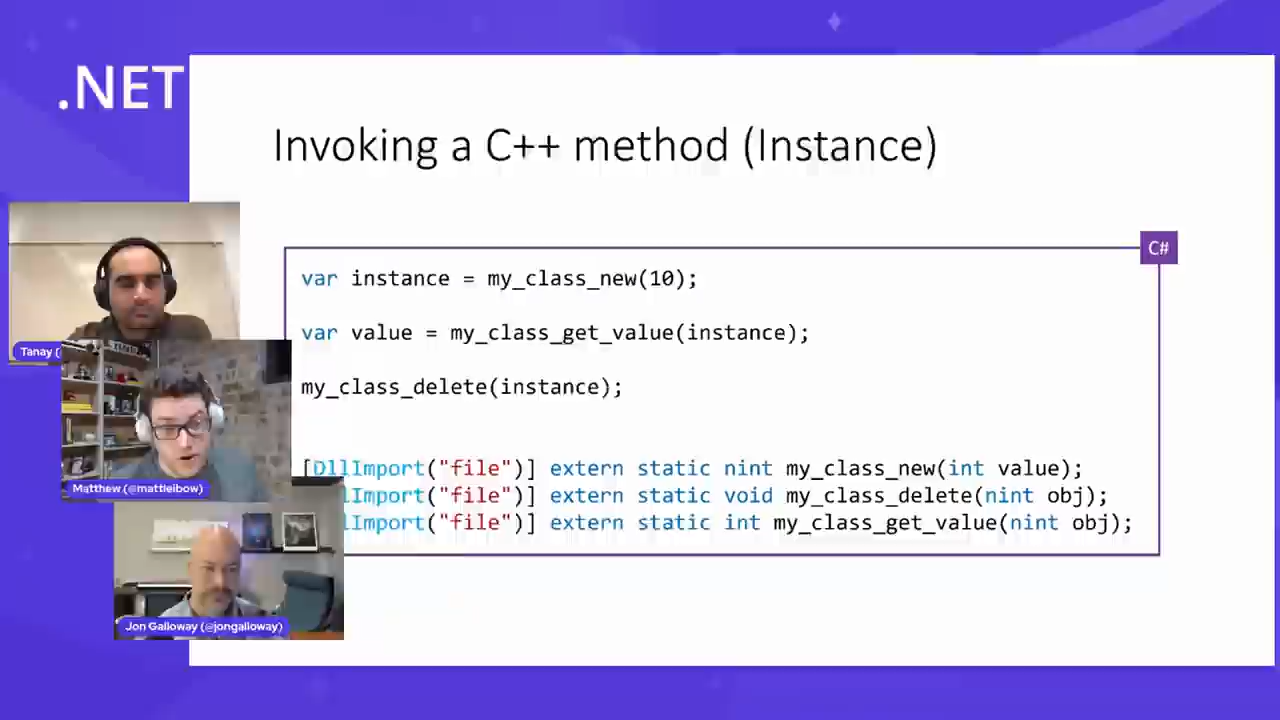 .NET
Invoking a C++ method (Instance)
C#
var instance = my_class_new(10);
var value = my_class_get_value(instance);
my_class_delete(instance);
[DllImport("file")] extern static nint my_class_new(int value);
lImport("file")] extern static void my_class_delete(nint obj);
lImport("file")] extern static int my_class_get_value(nint obj);
Tanay (
Matthew (@mattleibow)
Jon Galloway (@jongalloway)